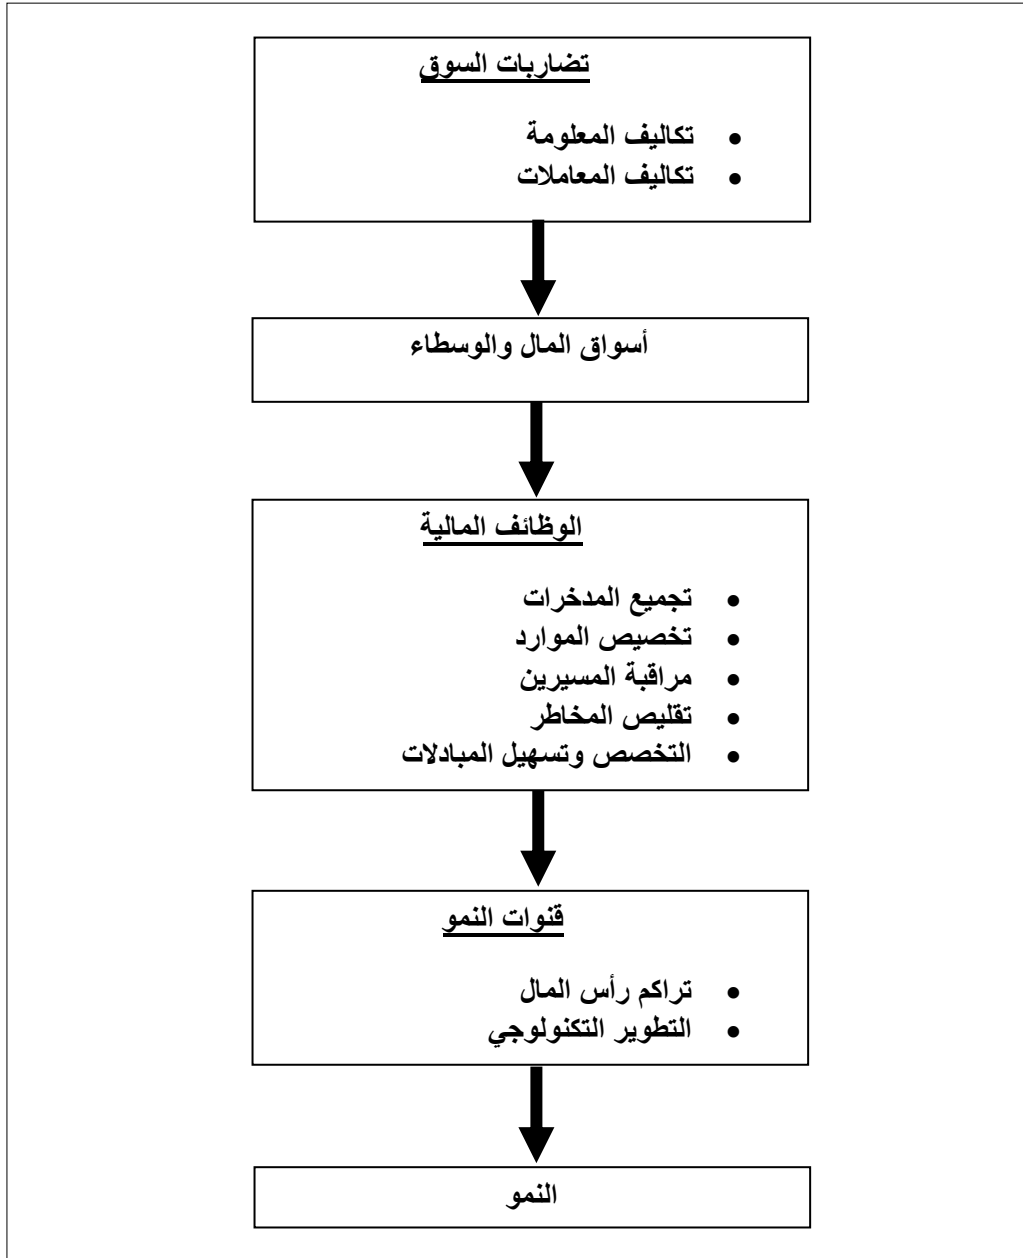 تضاربات السوق
• تكاليف المعلومة
• تكاليف المعاملات
أسواق المال والوسطاء
الوظائف المالية
• تجميع المدخرات
• تخصيص الموارد
• مراقبة المسيرين
• تقليص المخاطر
• التخصص وتسهيل المبادلات
قنوات النمو
• تراكم رأس المال
• التطوير التكنولوجي
النمو